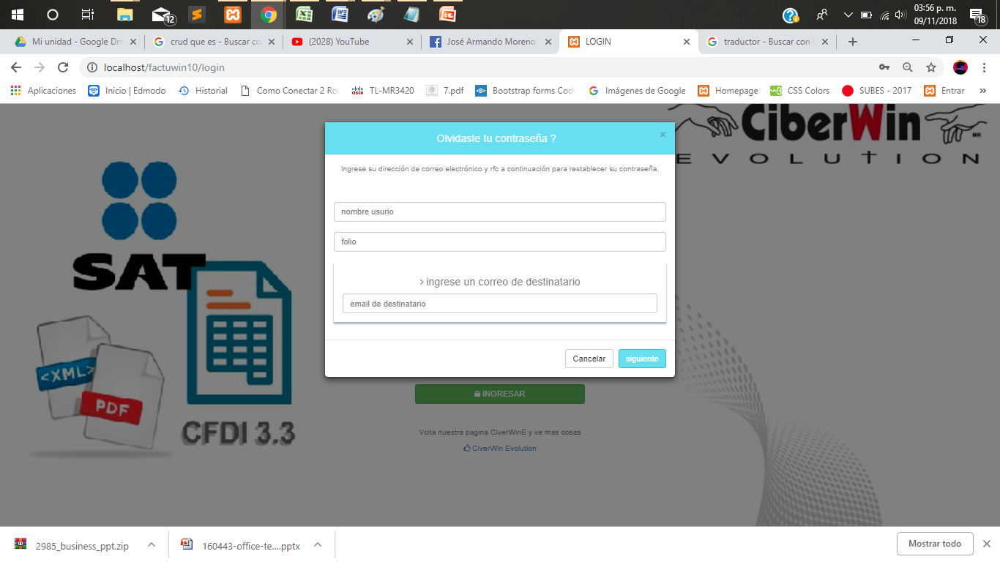 12
03:56 p. m.
09/11/2018
18
Mi unidad - Google Dri
crud que es - Buscar co
(2028) YouTube
José Armando Moreno
LOGIN
traductor - Buscar con
localhost/factuwin10/login
Aplicaciones
Inicio | Edmodo
Historial
Como Conectar 2 Rou
TL-MR3420
7.pdf
Bootstrap forms Cod
Imágenes de Google
Homepage
CSS Colors
SUBES - 2017
Entrar
»
CiberWin
MR
EVOLUTION
Olvidaste tu contraseña ?
×
Ingrese su dirección de correo electrónico y rfc a continuación para restablecer su contraseña.
nombre usurio
folio
> ingrese un correo de destinatario
email de destinatario
Cancelar
siguiente
SAT
<XML>
PDF
CFDI 3.3
INGRESAR
Vcita nuestra pagina CiverWinE y ve mas cosas
CiverWin Evolution
2985_business_ppt.zip
160443-office-te....pptx
Mostrar todo